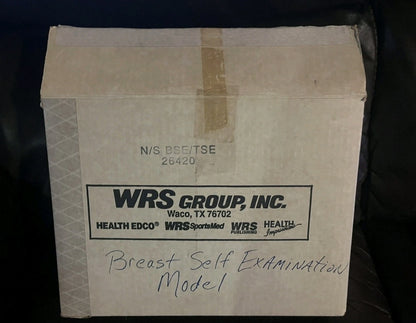 N/S BSE/TSE
26420
WRS GROUP, INC.
Waco, TX 76702
HEALTH EDCO® WRS SportsMed WRS PUBLISHING HEALTH Impressions
Breast Self Examination
Model